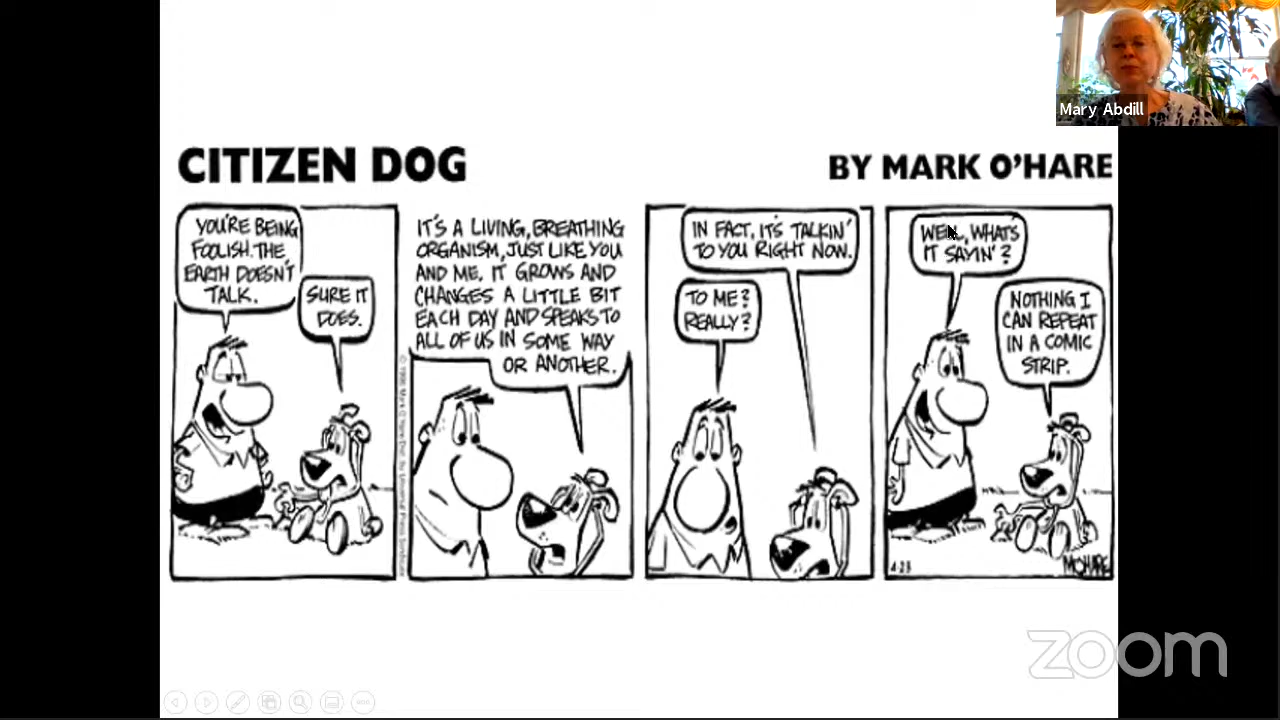 Mary Abdill
CITIZEN DOG
BY MARK O'HARE
YOU'RE BEING
FOOLISH. THE
EARTH DOESN'T
TALK.
SURE IT
DOES.
IT'S A LIVING, BREATHING
ORGANISM, JUST LIKE YOU
AND ME. IT GROWS AND
CHANGES A LITTLE BIT
EACH DAY AND SPEAKS TO
ALL OF US IN SOME WAY
OR ANOTHER.
IN FACT, IT'S TALKIN'
TO YOU RIGHT NOW.
TO ME?
REALLY?
WELL, WHAT'S
IT SAYIN'?
NOTHING I
CAN REPEAT
IN A COMIC
STRIP.
4-23
MOHARE
zoom